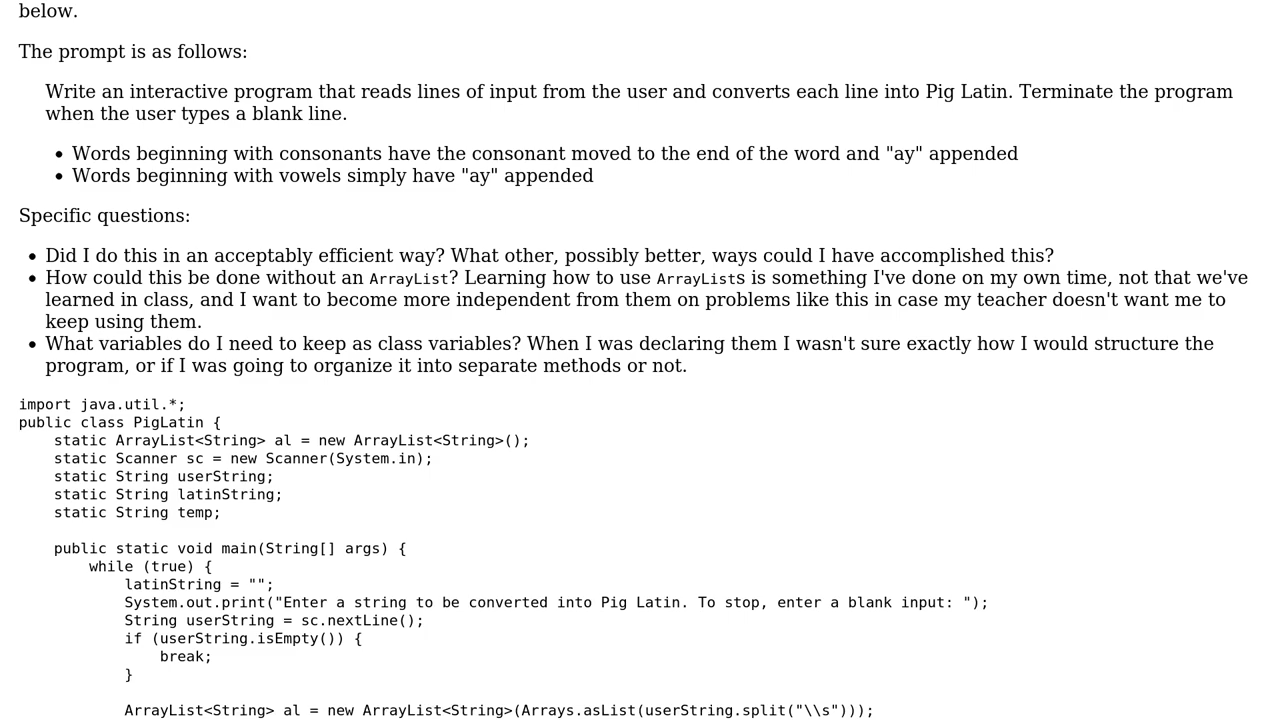 below.
The prompt is as follows:
Write an interactive program that reads lines of input from the user and converts each line into Pig Latin. Terminate the program
when the user types a blank line.
• Words beginning with consonants have the consonant moved to the end of the word and "ay" appended
• Words beginning with vowels simply have "ay" appended
Specific questions:
• Did I do this in an acceptably efficient way? What other, possibly better, ways could I have accomplished this?
• How could this be done without an ArrayList? Learning how to use ArrayLists is something I've done on my own time, not that we've
learned in class, and I want to become more independent from them on problems like this in case my teacher doesn't want me to
keep using them.
• What variables do I need to keep as class variables? When I was declaring them I wasn't sure exactly how I would structure the
program, or if I was going to organize it into separate methods or not.
import java.util.*;
public class PigLatin {
    static ArrayList<String> al = new ArrayList<String>();
    static Scanner sc = new Scanner(System.in);
    static String userString;
    static String latinString;
    static String temp;
    public static void main(String[] args) {
        while (true) {
            latinString = "";
            System.out.print("Enter a string to be converted into Pig Latin. To stop, enter a blank input: ");
            String userString = sc.nextLine();
            if (userString.isEmpty()) {
                break;
            }
            ArrayList<String> al = new ArrayList<String>(Arrays.asList(userString.split("\\s")));